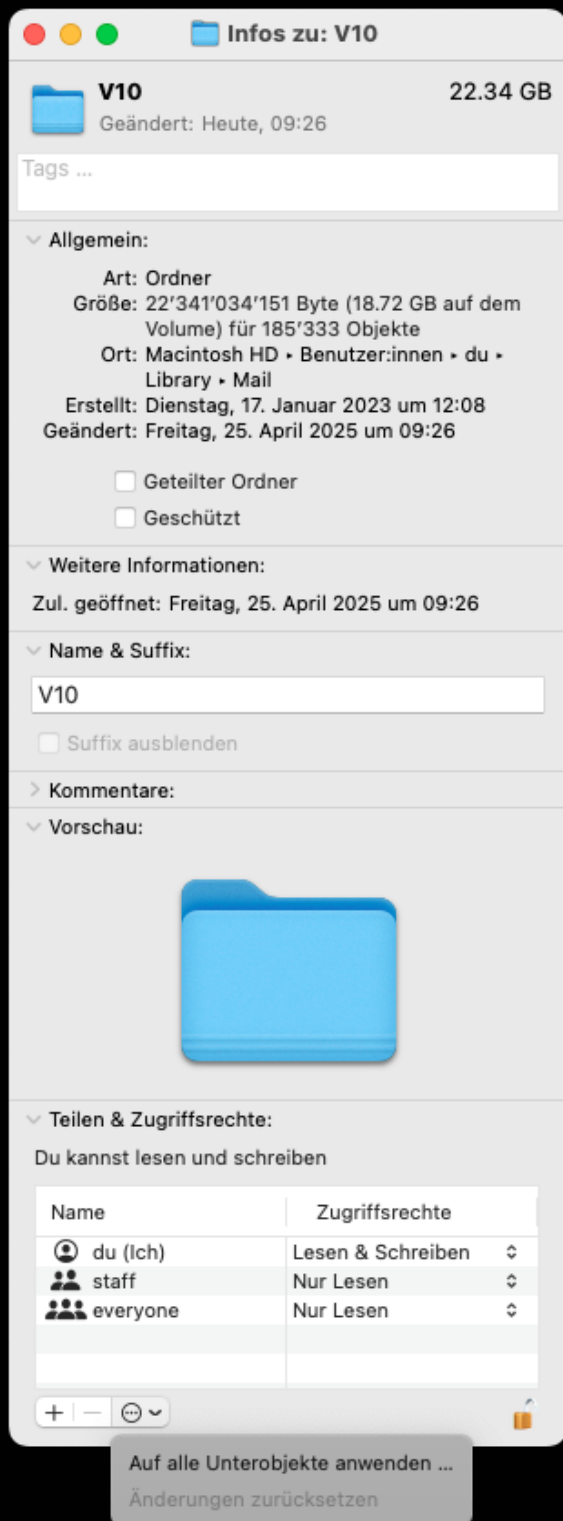 Infos zu: V10
V10 22.34 GB
Geändert: Heute, 09:26
Tags ...
Allgemein:
Art: Ordner
Größe: 22'341'034'151 Byte (18.72 GB auf dem
Volume) für 185'333 Objekte
Ort: Macintosh HD ▸ Benutzer:innen ▸ du ▸
Library ▸ Mail
Erstellt: Dienstag, 17. Januar 2023 um 12:08
Geändert: Freitag, 25. April 2025 um 09:26
Geteilter Ordner
Geschützt
Weitere Informationen:
Zul. geöffnet: Freitag, 25. April 2025 um 09:26
Name & Suffix:
V10
Suffix ausblenden
Kommentare:
Vorschau:
Teilen & Zugriffsrechte:
Du kannst lesen und schreiben
Name Zugriffsrechte
du (Ich) Lesen & Schreiben
staff Nur Lesen
everyone Nur Lesen
Auf alle Unterobjekte anwenden ...
Änderungen zurücksetzen